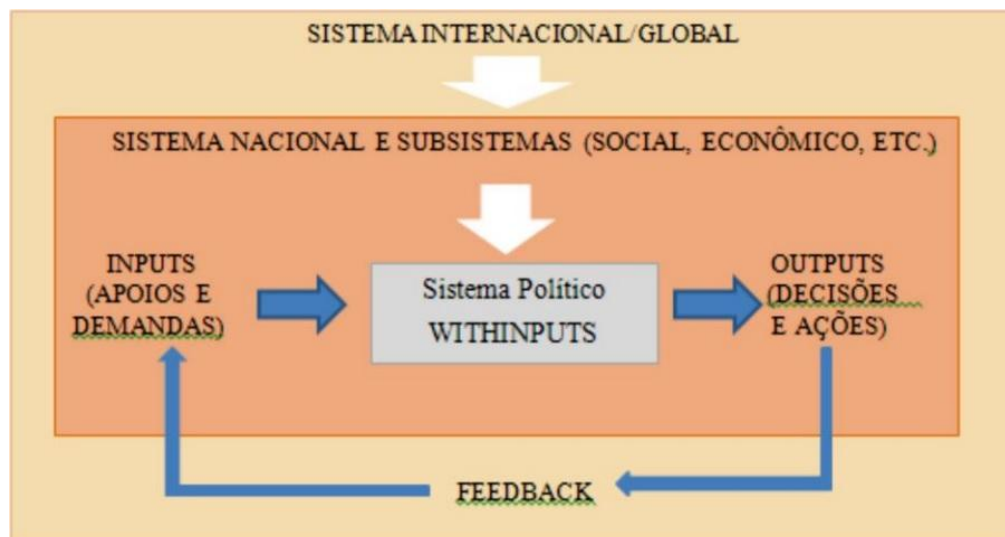 SISTEMA INTERNACIONAL/GLOBAL
SISTEMA NACIONAL E SUBSISTEMAS (SOCIAL, ECONÔMICO, ETC.)
INPUTS
(APOIOS E
DEMANDAS)
Sistema Político
WITHINPUTS
OUTPUTS
(DECISÕES
E AÇÕES)
FEEDBACK